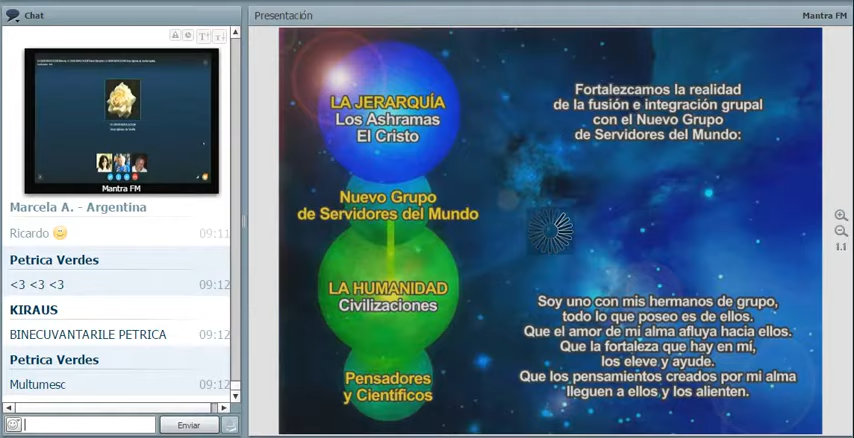 Chat
Mantra FM
Marcela A. - Argentina
Ricardo
09:11
Petrica Verdes
<3 <3 <3
09:12
KIRAUS
BINECUVANTARILE PETRICA
09:12
Petrica Verdes
Multumesc
09:12
Enviar
Presentación
Mantra FM
LA JERARQUÍA
Los Ashramas
El Cristo
Nuevo Grupo
de Servidores del Mundo
LA HUMANIDAD
Civilizaciones
Pensadores
y Científicos
Fortalezcamos la realidad
de la fusión e integración grupal
con el Nuevo Grupo
de Servidores del Mundo:
Soy uno con mis hermanos de grupo,
todo lo que poseo es de ellos.
Que el amor de mi alma afluya hacia ellos.
Que la fortaleza que hay en mí,
los eleve y ayude.
Que los pensamientos creados por mi alma
lleguen a ellos y los alienten.
1:1